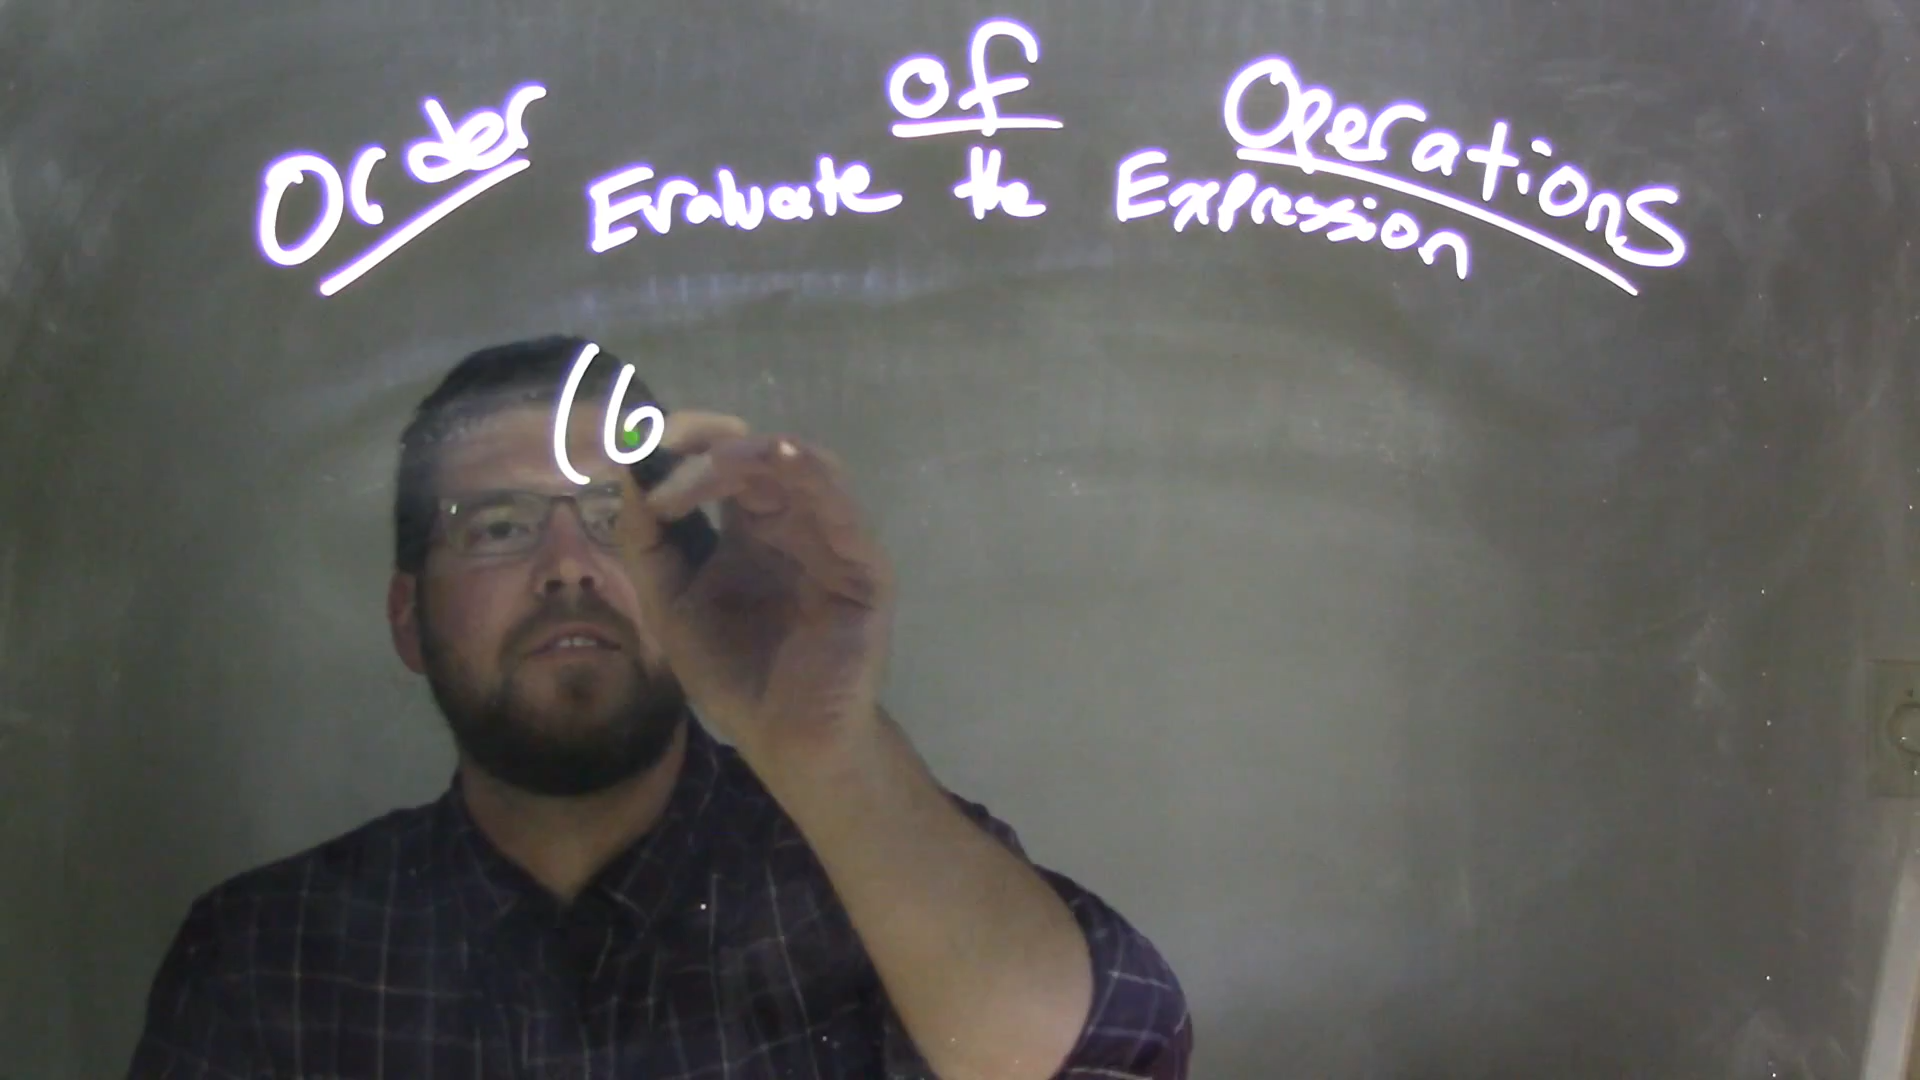 Order of Operations
Evaluate the Expression
(6